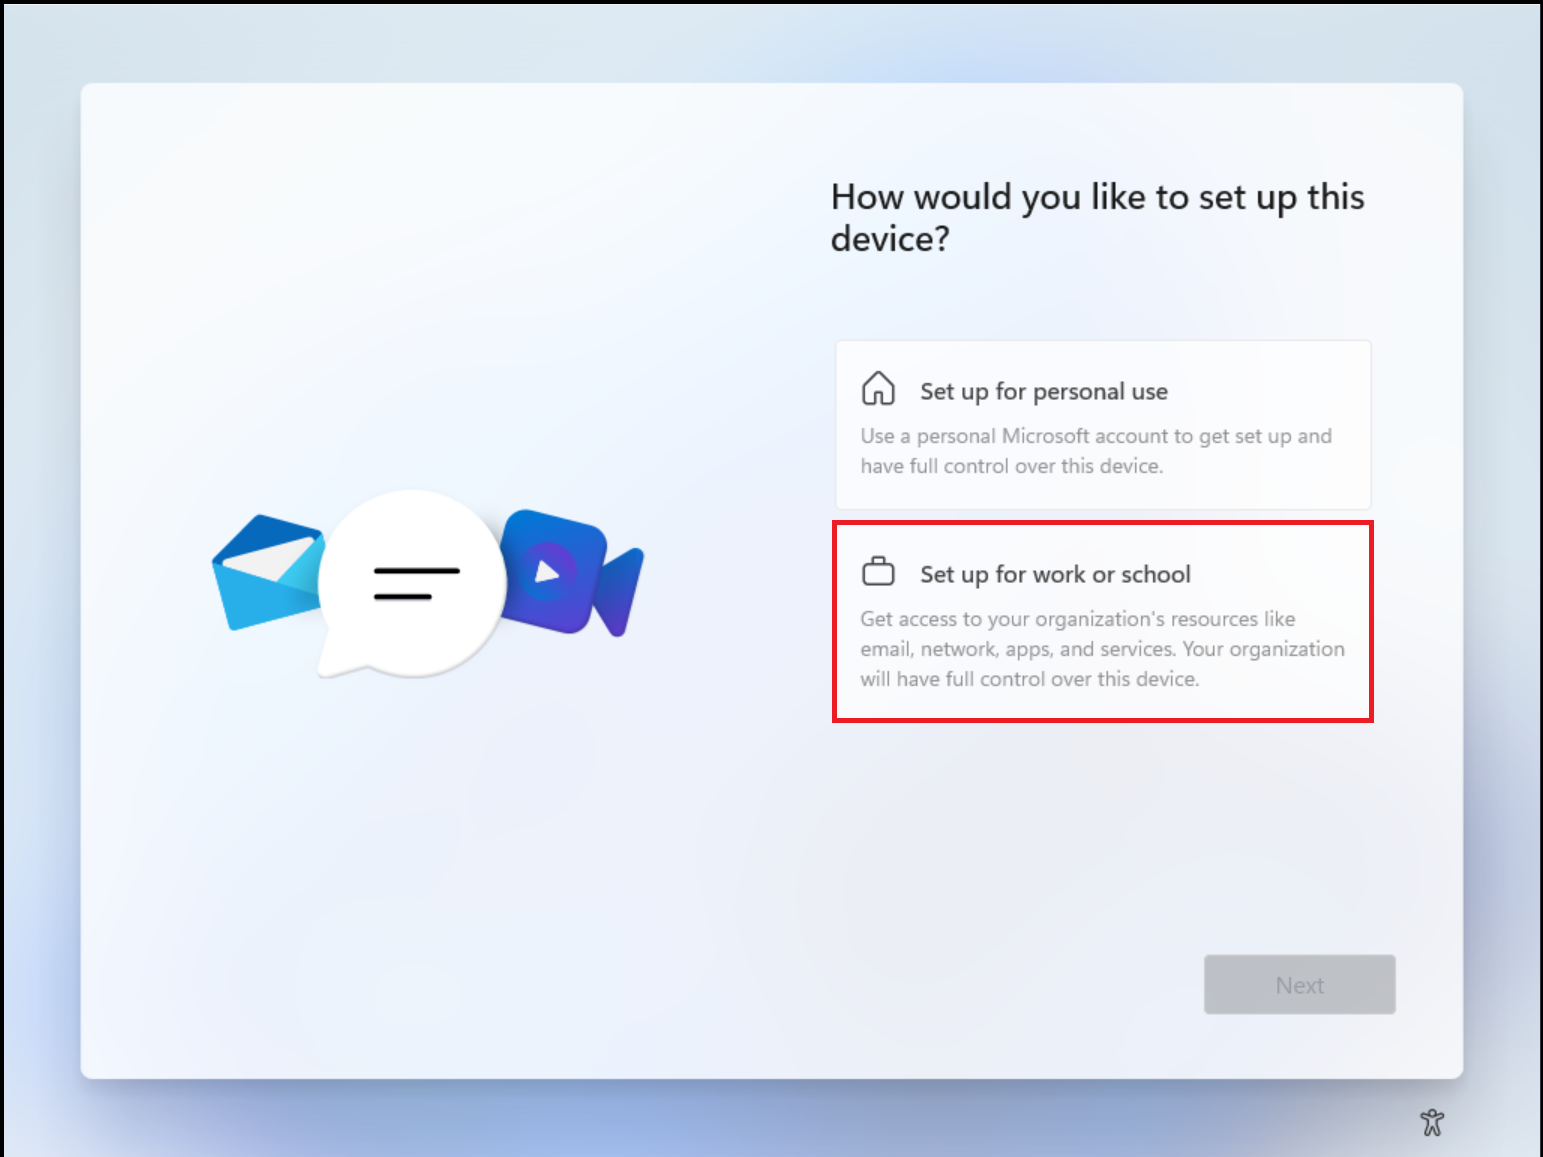 How would you like to set up this
device?
Set up for personal use
Use a personal Microsoft account to get set up and
have full control over this device.
Set up for work or school
Get access to your organization's resources like
email, network, apps, and services. Your organization
will have full control over this device.
Next